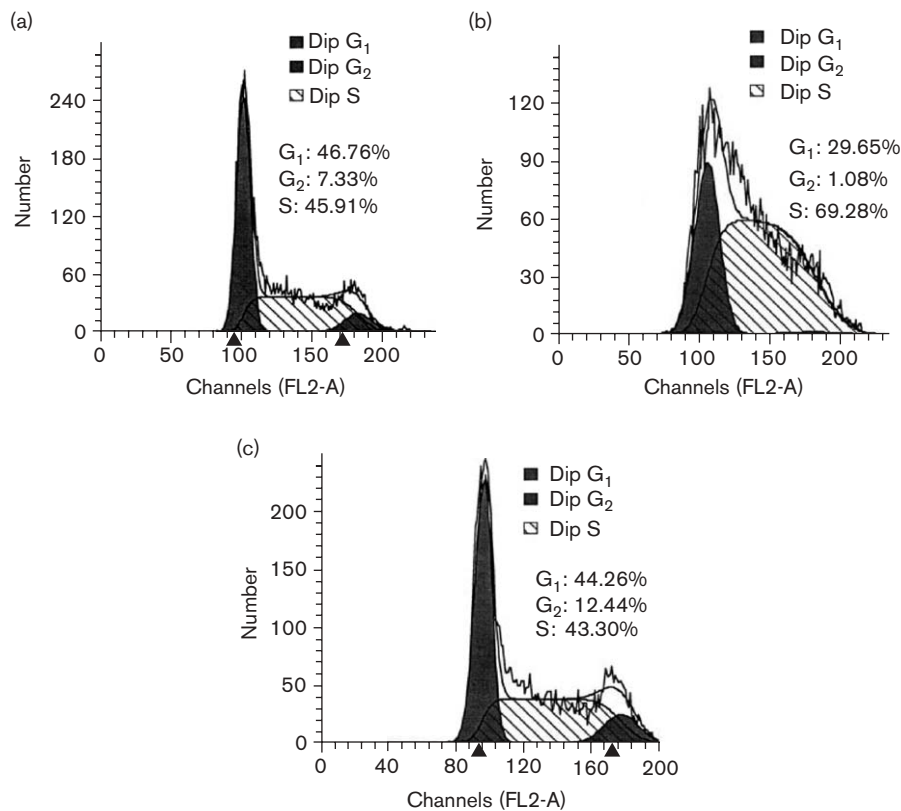 (a)
Dip G₁
Dip G₂
Dip S
G₁: 46.76%
G₂: 7.33%
S: 45.91%
Number
240
180
120
60
0
0 50 100 150 200
Channels (FL2-A)
(b)
Dip G₁
Dip G₂
Dip S
G₁: 29.65%
G₂: 1.08%
S: 69.28%
Number
120
90
60
30
0
0 50 100 150 200
Channels (FL2-A)
(c)
Dip G₁
Dip G₂
Dip S
G₁: 44.26%
G₂: 12.44%
S: 43.30%
Number
200
150
100
50
0
0 40 80 120 160 200
Channels (FL2-A)